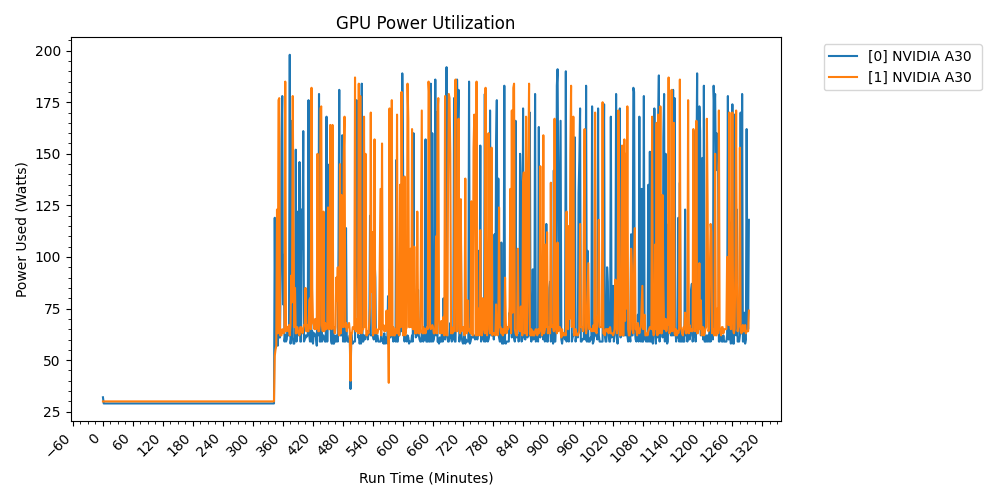 GPU Power Utilization
[0] NVIDIA A30
[1] NVIDIA A30
Power Used (Watts)
200
175
150
125
100
75
50
25
−60 0 60 120 180 240 300 360 420 480 540 600 660 720 780 840 900 960 1020 1080 1140 1200 1260 1320
Run Time (Minutes)